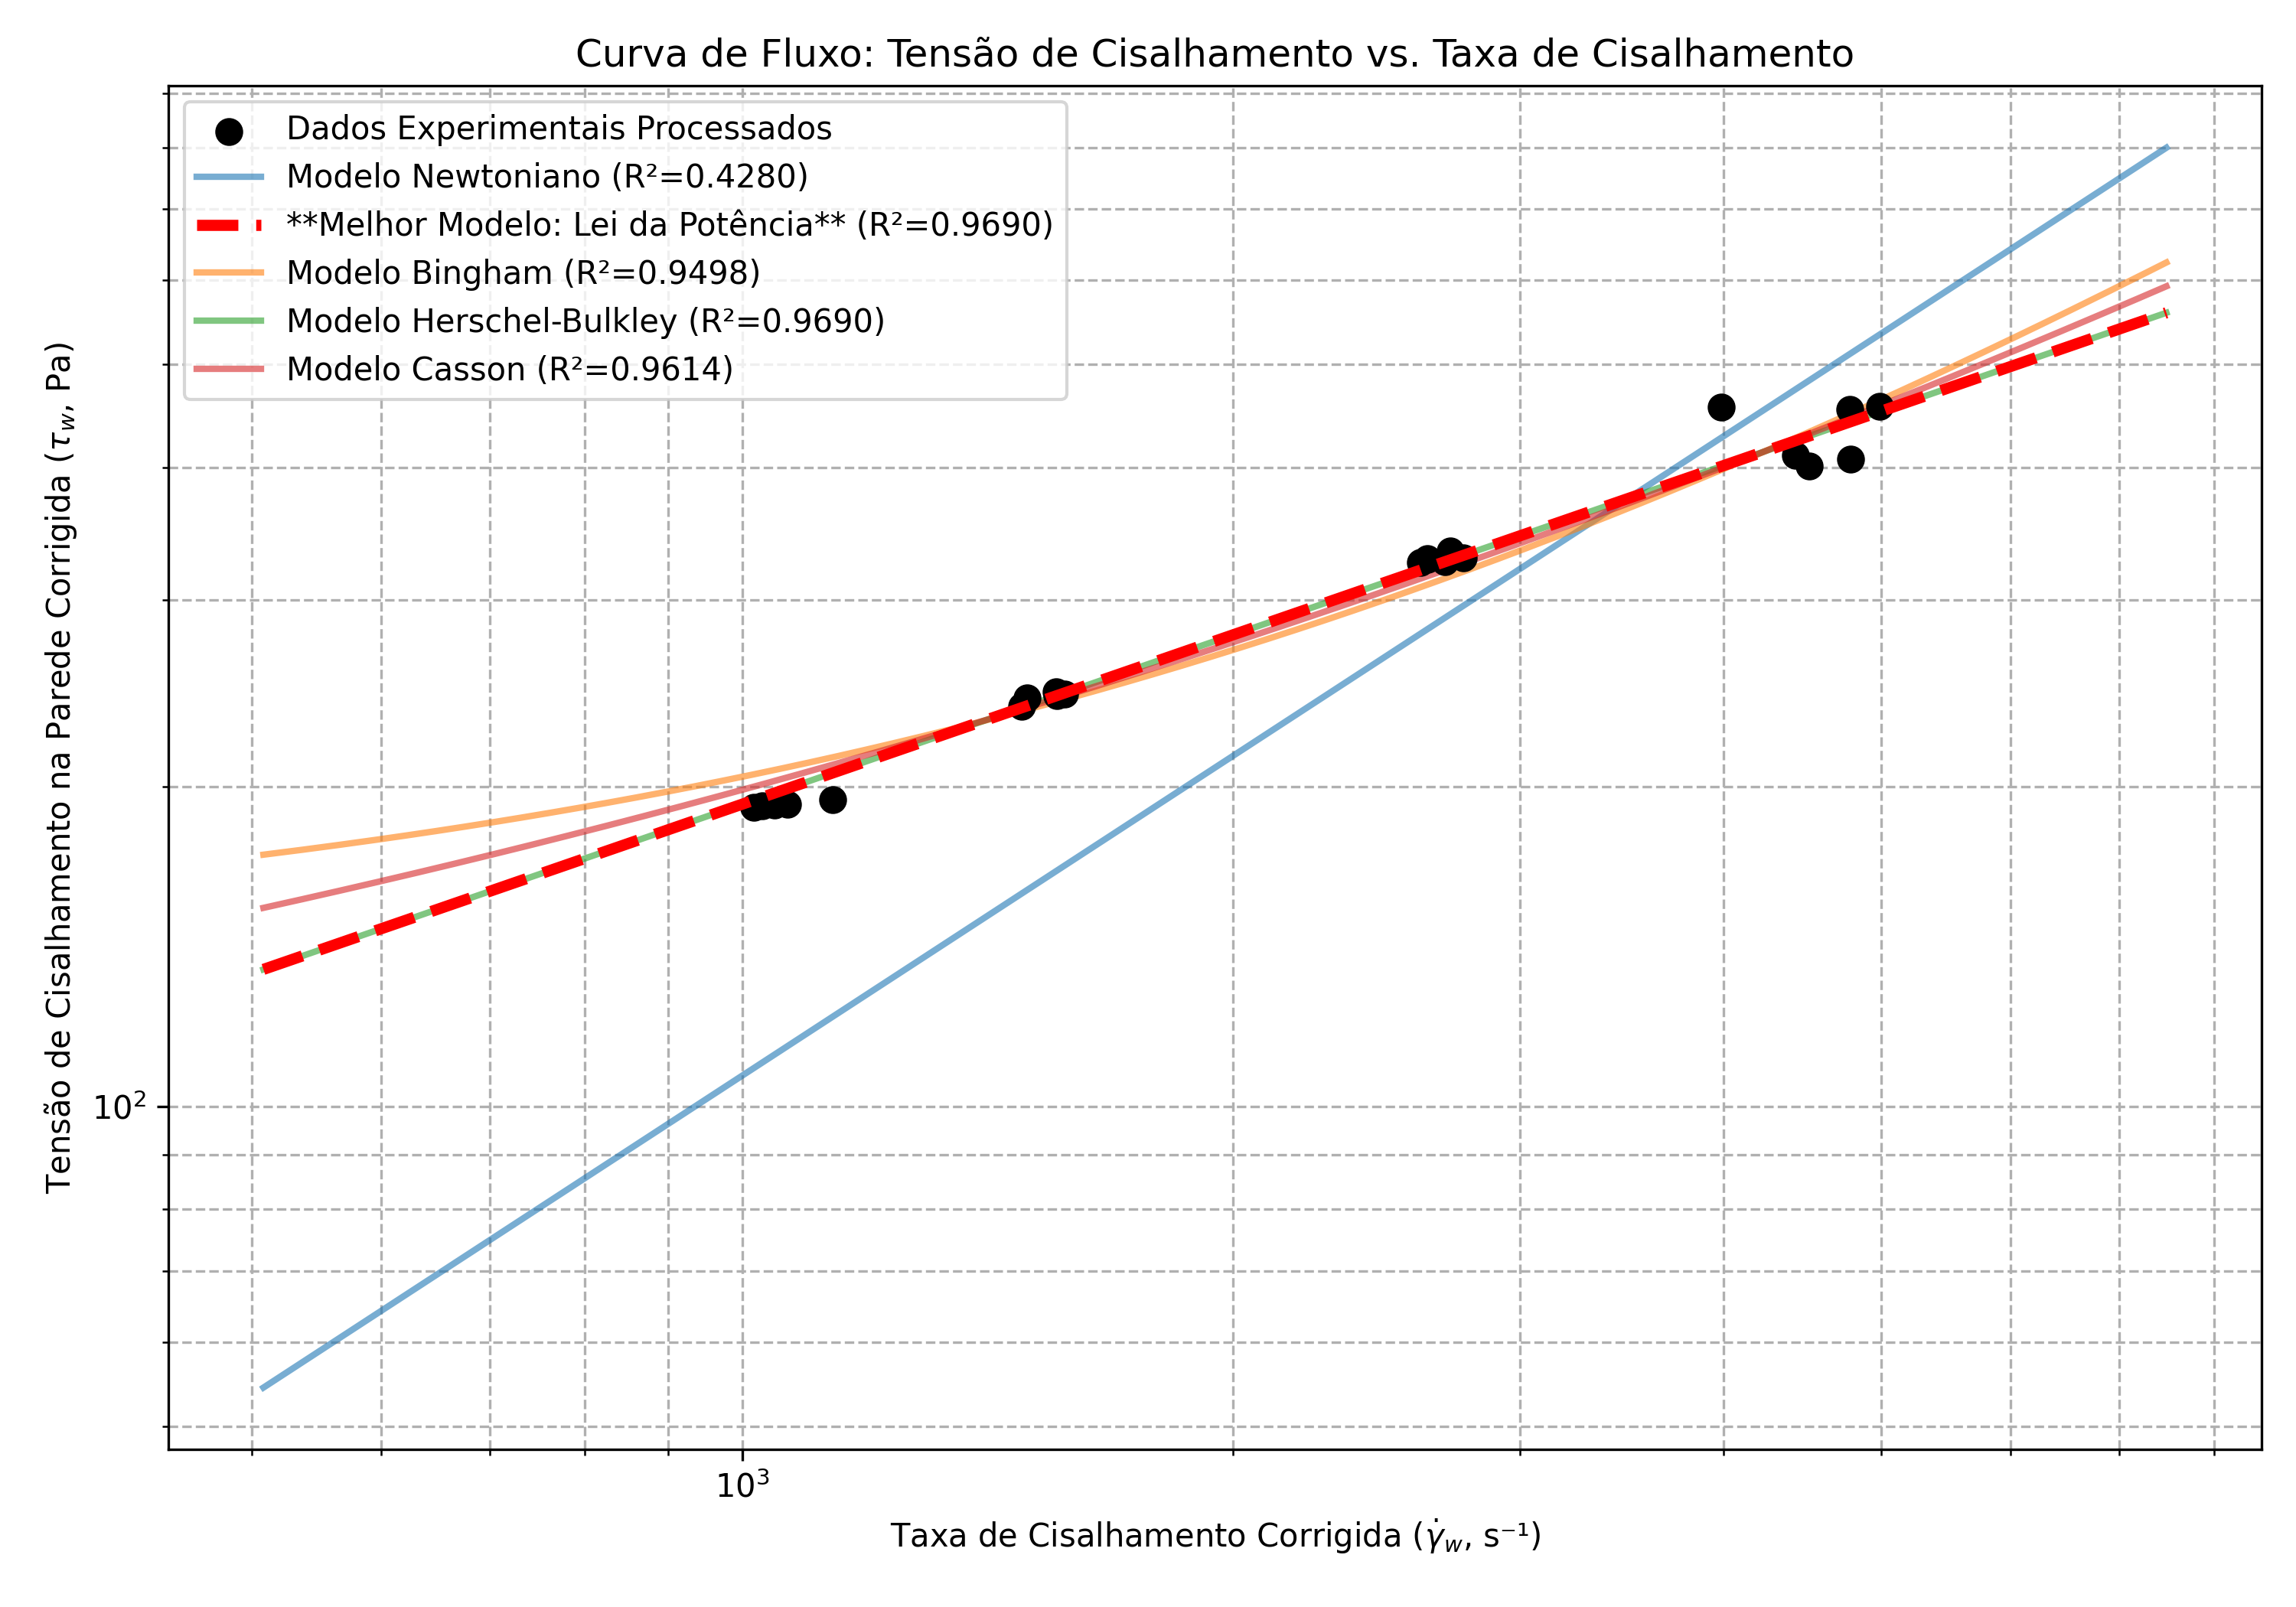 Curva de Fluxo: Tensão de Cisalhamento vs. Taxa de Cisalhamento
Dados Experimentais Processados
Modelo Newtoniano (R²=0.4280)
**Melhor Modelo: Lei da Potência** (R²=0.9690)
Modelo Bingham (R²=0.9498)
Modelo Herschel-Bulkley (R²=0.9690)
Modelo Casson (R²=0.9614)
Tensão de Cisalhamento na Parede Corrigida (τ_w, Pa)
10²
10³
Taxa de Cisalhamento Corrigida (γ̇_w, s⁻¹)